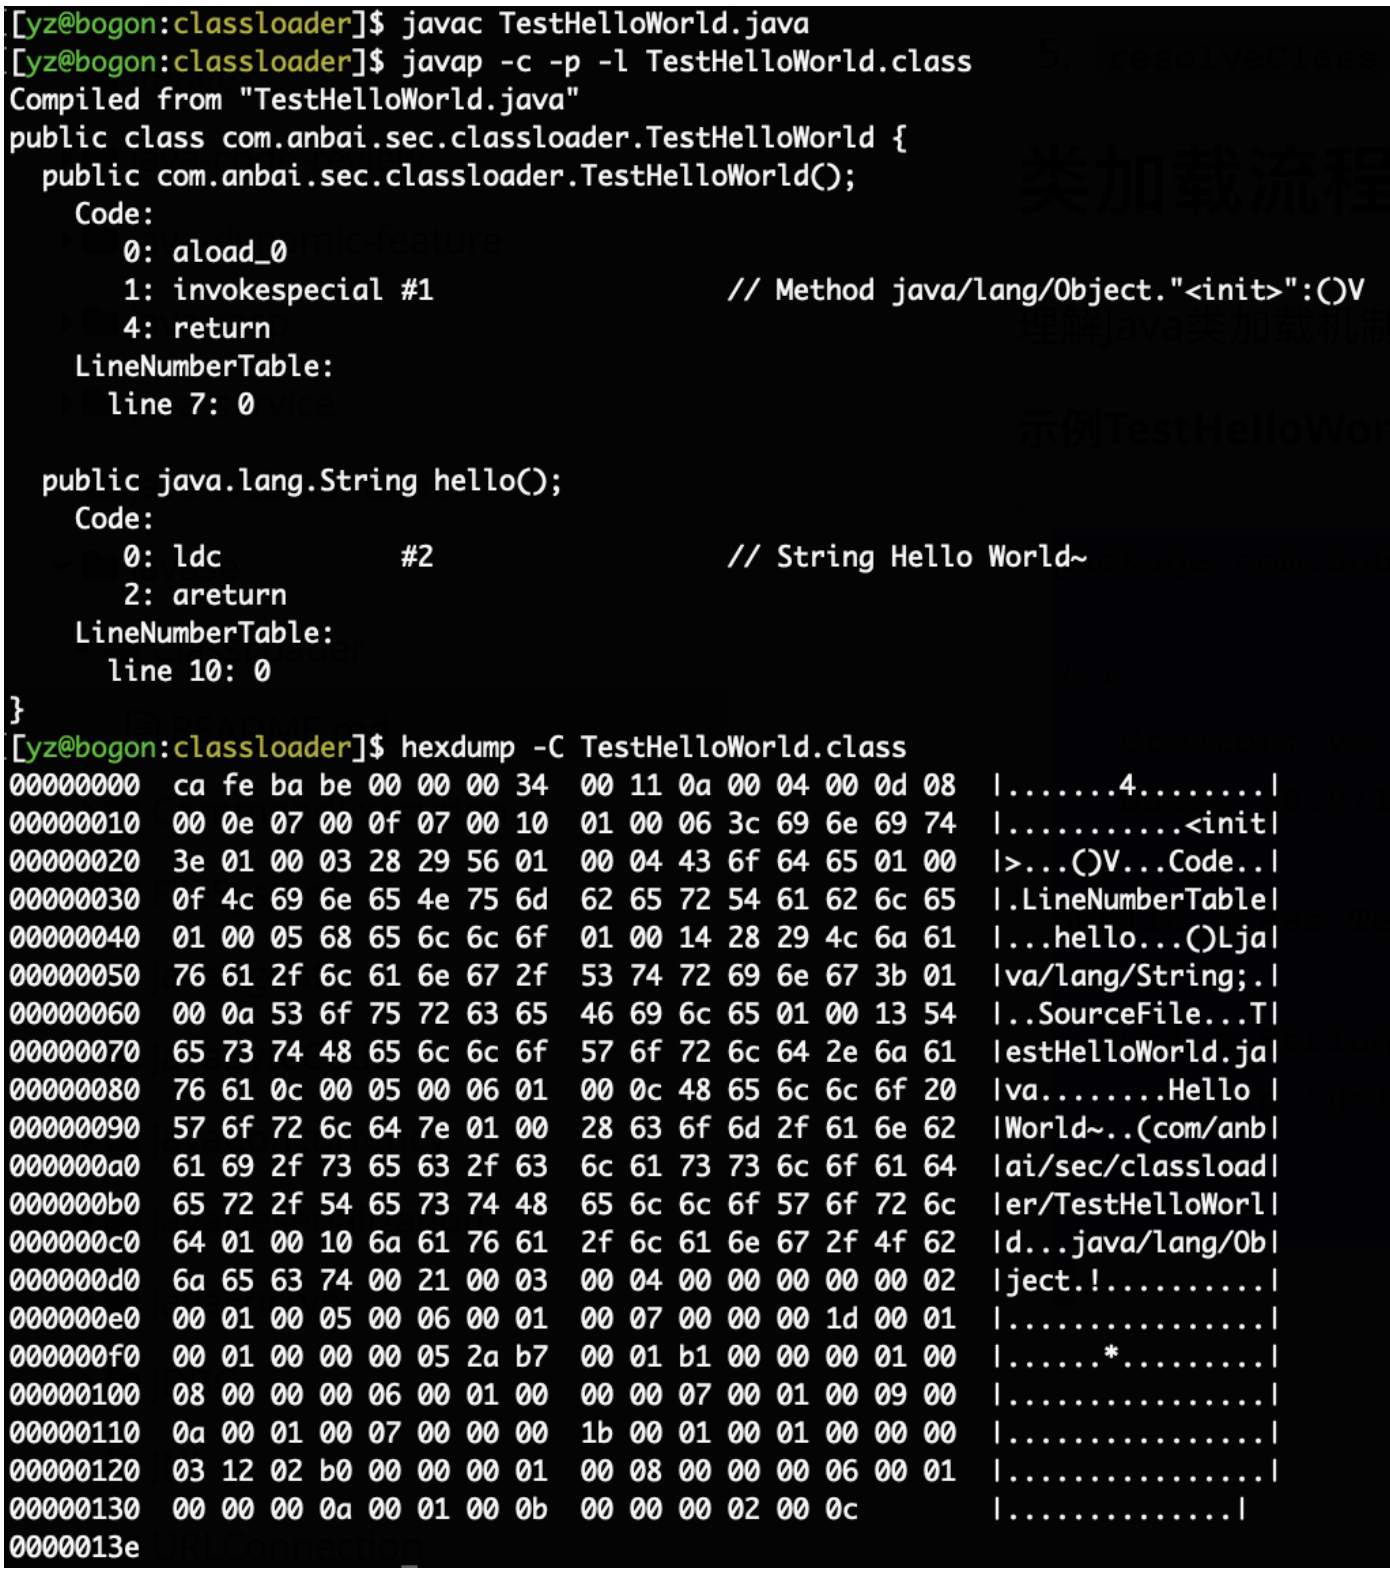 [yz@bogon:classloader]$ javac TestHelloWorld.java
[yz@bogon:classloader]$ javap -c -p -l TestHelloWorld.class
Compiled from "TestHelloWorld.java"
public class com.anbai.sec.classloader.TestHelloWorld {
  public com.anbai.sec.classloader.TestHelloWorld();
    Code:
       0: aload_0
       1: invokespecial #1                  // Method java/lang/Object."<init>":()V
       4: return
    LineNumberTable:
      line 7: 0

  public java.lang.String hello();
    Code:
       0: ldc           #2                  // String Hello World~
       2: areturn
    LineNumberTable:
      line 10: 0
}
[yz@bogon:classloader]$ hexdump -C TestHelloWorld.class
00000000  ca fe ba be 00 00 00 34  00 11 0a 00 04 00 0d 08  |.......4........|
00000010  00 0e 07 00 0f 07 00 10  01 00 06 3c 69 6e 69 74  |...........<init|
00000020  3e 01 00 03 28 29 56 01  00 04 43 6f 64 65 01 00  |>...()V...Code..|
00000030  0f 4c 69 6e 65 4e 75 6d  62 65 72 54 61 62 6c 65  |.LineNumberTable|
00000040  01 00 05 68 65 6c 6c 6f  01 00 14 28 29 4c 6a 61  |...hello...()Lja|
00000050  76 61 2f 6c 61 6e 67 2f  53 74 72 69 6e 67 3b 01  |va/lang/String;.|
00000060  00 0a 53 6f 75 72 63 65  46 69 6c 65 01 00 13 54  |..SourceFile...T|
00000070  65 73 74 48 65 6c 6c 6f  57 6f 72 6c 64 2e 6a 61  |estHelloWorld.ja|
00000080  76 61 0c 00 05 00 06 01  00 0c 48 65 6c 6c 6f 20  |va........Hello |
00000090  57 6f 72 6c 64 7e 01 00  28 63 6f 6d 2f 61 6e 62  |World~..(com/anb|
000000a0  61 69 2f 73 65 63 2f 63  6c 61 73 73 6c 6f 61 64  |ai/sec/classload|
000000b0  65 72 2f 54 65 73 74 48  65 6c 6c 6f 57 6f 72 6c  |er/TestHelloWorl|
000000c0  64 01 00 10 6a 61 76 61  2f 6c 61 6e 67 2f 4f 62  |d...java/lang/Ob|
000000d0  6a 65 63 74 00 21 00 03  00 04 00 00 00 00 00 02  |ject.!..........|
000000e0  00 01 00 05 00 06 00 01  00 07 00 00 00 1d 00 01  |................|
000000f0  00 01 00 00 00 05 2a b7  00 01 b1 00 00 00 01 00  |......*.........|
00000100  08 00 00 00 06 00 01 00  00 00 07 00 01 00 09 00  |................|
00000110  0a 00 01 00 07 00 00 00  1b 00 01 00 01 00 00 00  |................|
00000120  03 12 02 b0 00 00 00 01  00 08 00 00 00 06 00 01  |................|
00000130  00 00 00 0a 00 01 00 0b  00 00 00 02 00 0c        |..............|
0000013e